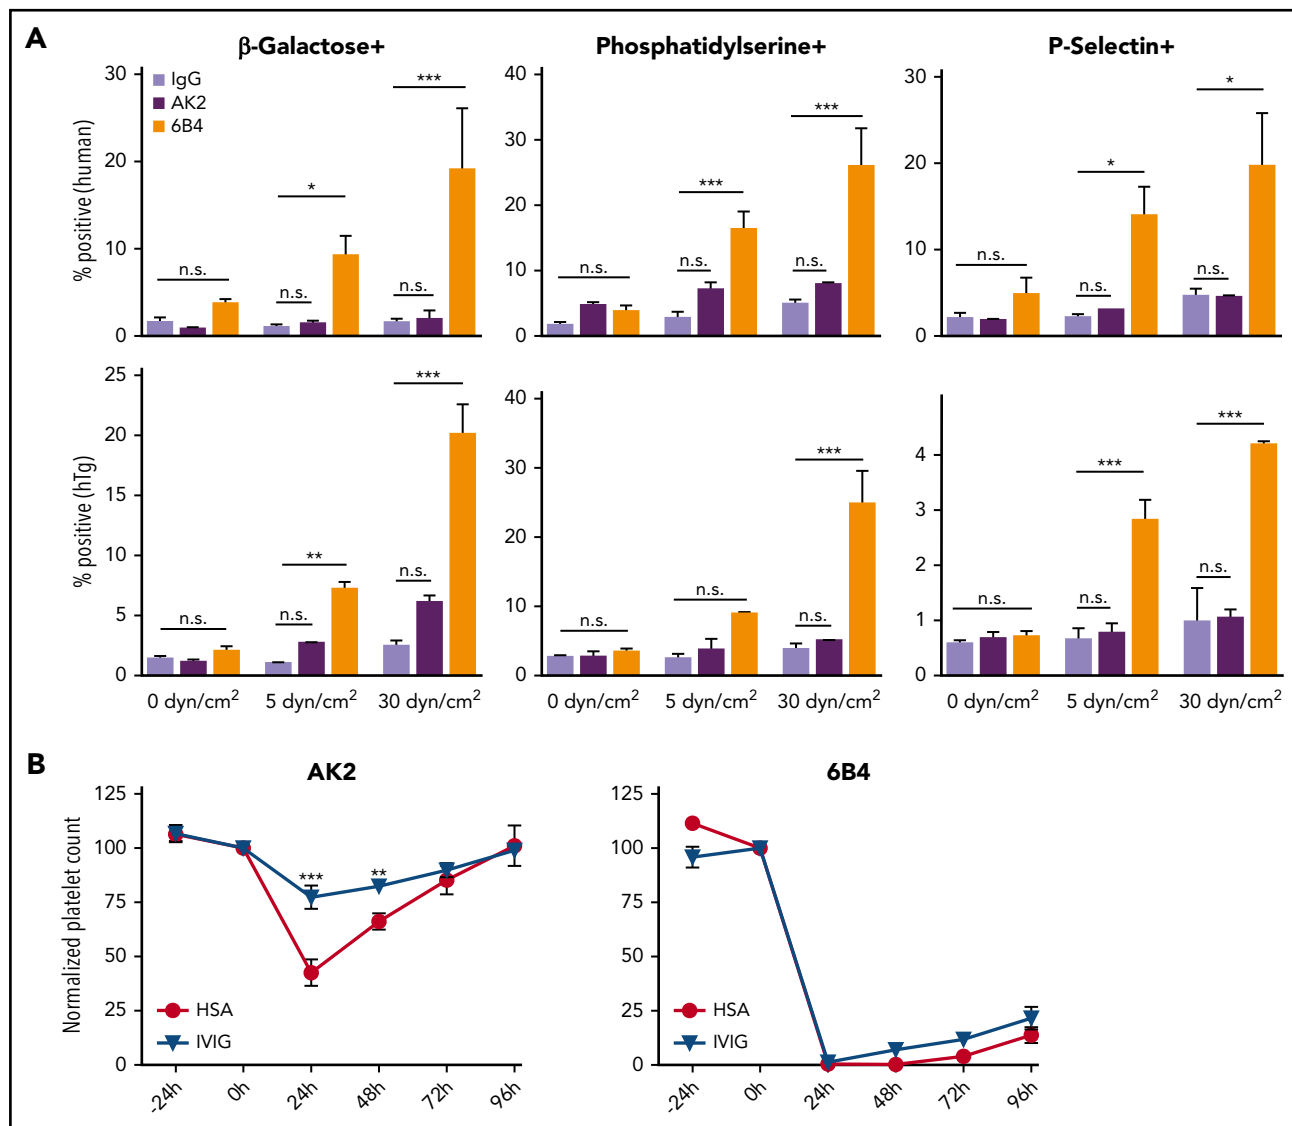 A
β-Galactose+
Phosphatidylserine+
P-Selectin+
IgG
AK2
6B4
% positive (human)
30
20
10
0
n.s.
n.s.
*
n.s.
***
40
30
20
10
0
n.s.
n.s.
***
n.s.
***
30
20
10
0
n.s.
n.s.
*
n.s.
*
% positive (hTg)
25
20
15
10
5
0
n.s.
n.s.
**
n.s.
***
40
30
20
10
0
n.s.
n.s.
n.s.
***
4
3
2
1
0
n.s.
n.s.
***
n.s.
***
0 dyn/cm² 5 dyn/cm² 30 dyn/cm²
0 dyn/cm² 5 dyn/cm² 30 dyn/cm²
0 dyn/cm² 5 dyn/cm² 30 dyn/cm²
B
AK2
Normalized platelet count
125
100
75
50
25
0
***
**
HSA
IVIG
-24h 0h 24h 48h 72h 96h
6B4
125
100
75
50
25
0
HSA
IVIG
-24h 0h 24h 48h 72h 96h